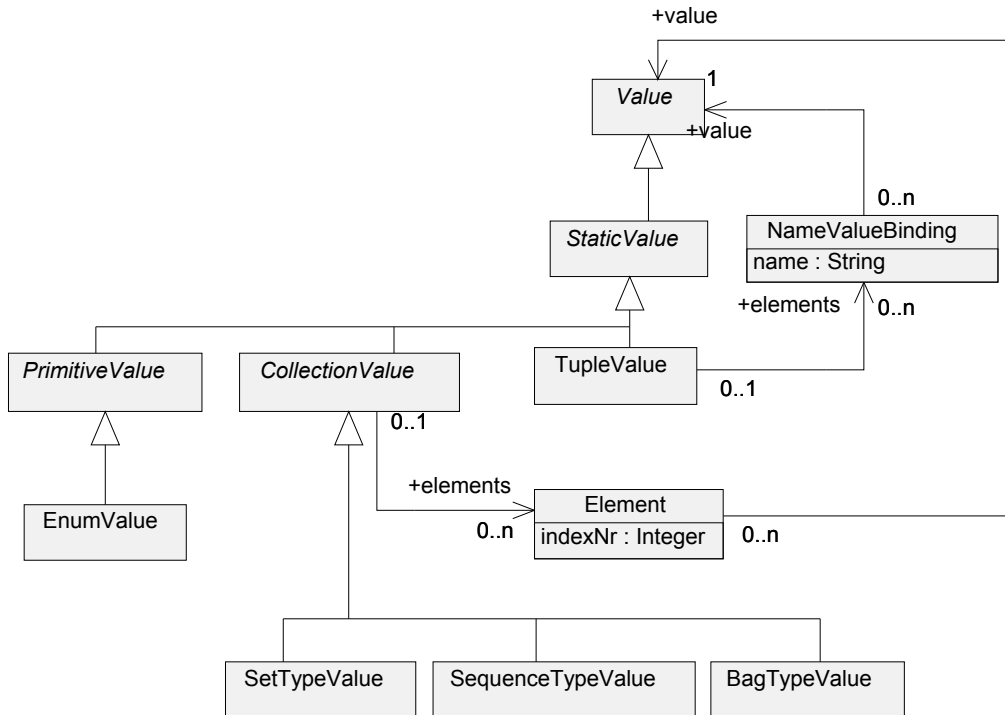 +value
Value
1
+value
0..n
NameValueBinding
name : String
StaticValue
+elements
0..n
PrimitiveValue
CollectionValue
TupleValue
0..1
0..1
+elements
0..n
EnumValue
Element
indexNr : Integer
0..n
SetTypeValue
SequenceTypeValue
BagTypeValue